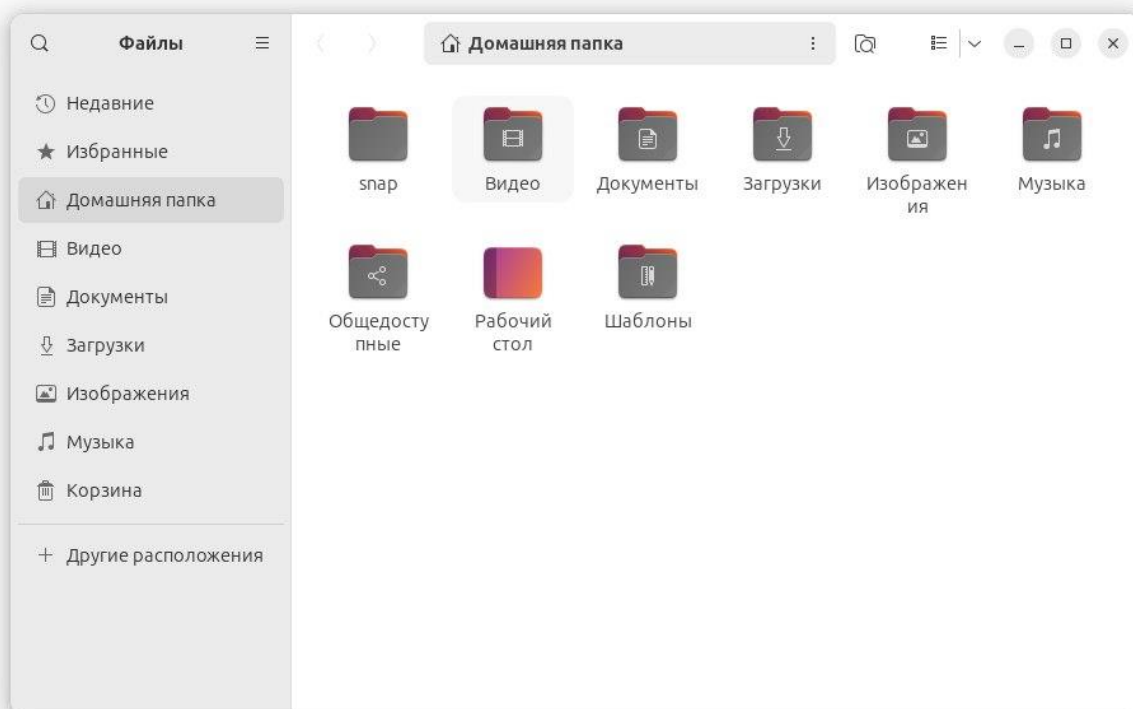 Файлы
Домашняя папка
Недавние
Избранные
Домашняя папка
Видео
Документы
Загрузки
Изображения
Музыка
Корзина
Другие расположения
snap
Видео
Документы
Загрузки
Изображен
ия
Музыка
Общедосту
пные
Рабочий
стол
Шаблоны